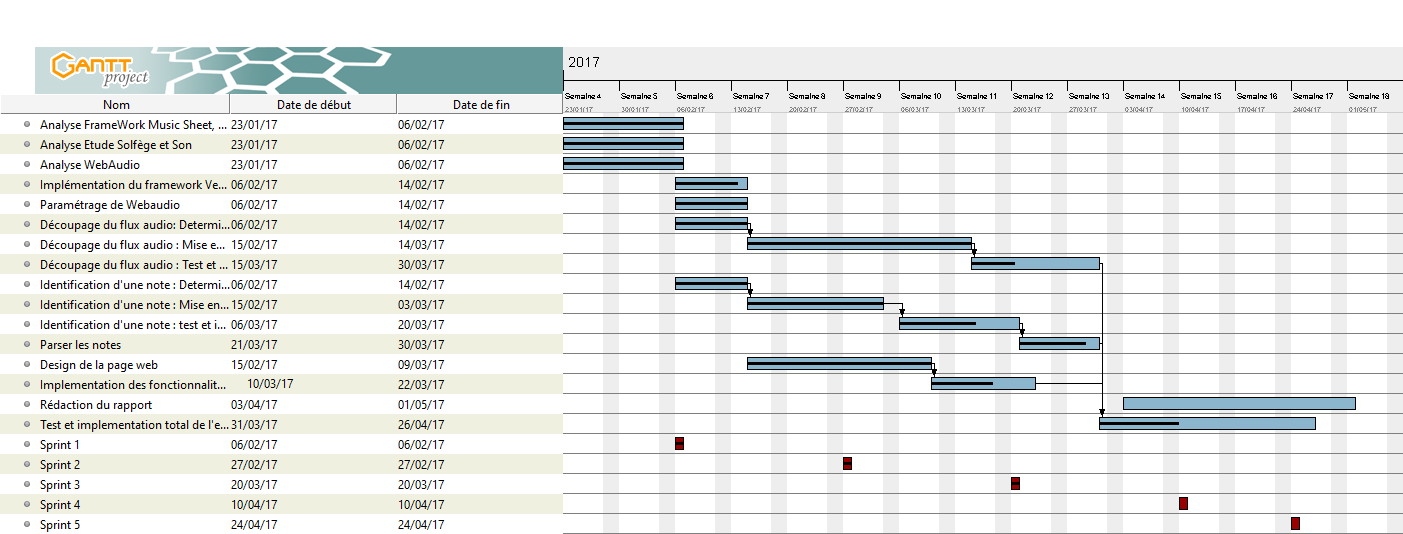 GANTT
project
2017
Nom Date de début Date de fin
Semaine 4 Semaine 5 Semaine 6 Semaine 7 Semaine 8 Semaine 9 Semaine 10 Semaine 11 Semaine 12 Semaine 13 Semaine 14 Semaine 15 Semaine 16 Semaine 17 Semaine 18
23/01/17 30/01/17 06/02/17 13/02/17 20/02/17 27/02/17 06/03/17 13/03/17 20/03/17 27/03/17 03/04/17 10/04/17 17/04/17 24/04/17 01/05/17
Analyse FrameWork Music Sheet, ... 23/01/17 06/02/17
Analyse Etude Solfège et Son 23/01/17 06/02/17
Analyse WebAudio 23/01/17 06/02/17
Implémentation du framework Ve... 06/02/17 14/02/17
Paramétrage de Webaudio 06/02/17 14/02/17
Découpage du flux audio: Determi... 06/02/17 14/02/17
Découpage du flux audio : Mise e... 15/02/17 14/03/17
Découpage du flux audio : Test et ... 15/03/17 30/03/17
Identification d'une note : Determi... 06/02/17 14/02/17
Identification d'une note : Mise en... 15/02/17 03/03/17
Identification d'une note : test et i... 06/03/17 20/03/17
Parser les notes 21/03/17 30/03/17
Design de la page web 15/02/17 09/03/17
Implementation des fonctionnalit... 10/03/17 22/03/17
Rédaction du rapport 03/04/17 01/05/17
Test et implementation total de l'e... 31/03/17 26/04/17
Sprint 1 06/02/17 06/02/17
Sprint 2 27/02/17 27/02/17
Sprint 3 20/03/17 20/03/17
Sprint 4 10/04/17 10/04/17
Sprint 5 24/04/17 24/04/17